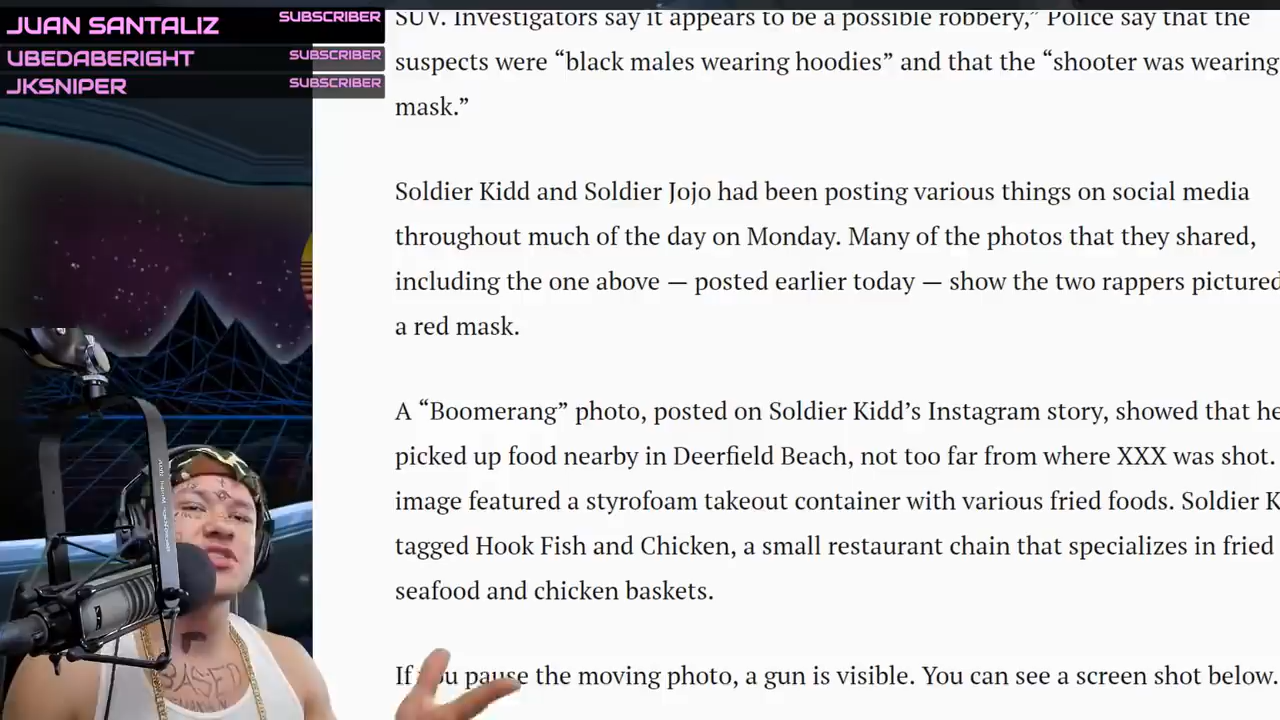 JUAN SANTALIZ SUBSCRIBER
UBEDABERIGHT SUBSCRIBER
JKSNIPER SUBSCRIBER
SUV. Investigators say it appears to be a possible robbery,” Police say that the
suspects were “black males wearing hoodies” and that the “shooter was wearing
mask.”
Soldier Kidd and Soldier Jojo had been posting various things on social media
throughout much of the day on Monday. Many of the photos that they shared,
including the one above — posted earlier today — show the two rappers pictured
a red mask.
A “Boomerang” photo, posted on Soldier Kidd’s Instagram story, showed that he
picked up food nearby in Deerfield Beach, not too far from where XXX was shot.
image featured a styrofoam takeout container with various fried foods. Soldier K
tagged Hook Fish and Chicken, a small restaurant chain that specializes in fried
seafood and chicken baskets.
If you pause the moving photo, a gun is visible. You can see a screen shot below.
BASED